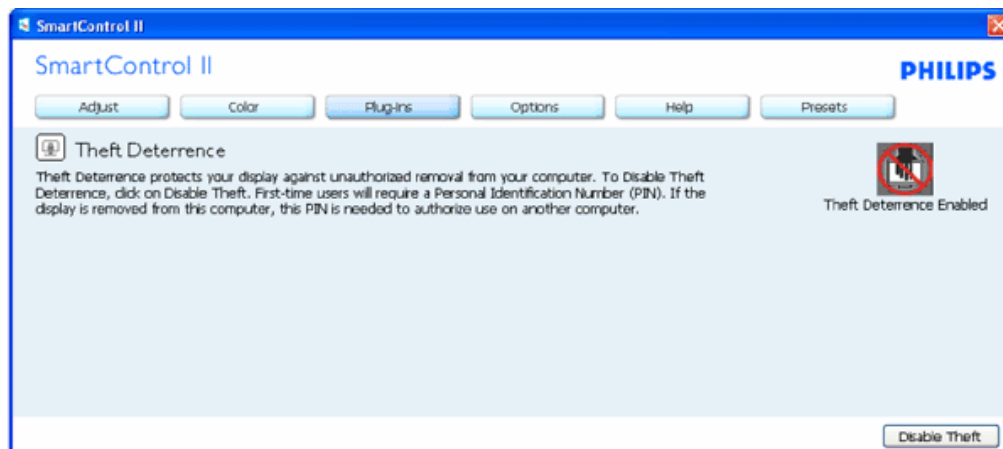 SmartControl II
SmartControl II
PHILIPS
Adjust Color Plug-Ins Options Help Presets
Theft Deterrence
Theft Deterrence protects your display against unauthorized removal from your computer. To Disable Theft
Deterrence, click on Disable Theft. First-time users will require a Personal Identification Number (PIN). If the
display is removed from this computer, this PIN is needed to authorize use on another computer.
Theft Deterrence Enabled
Disable Theft